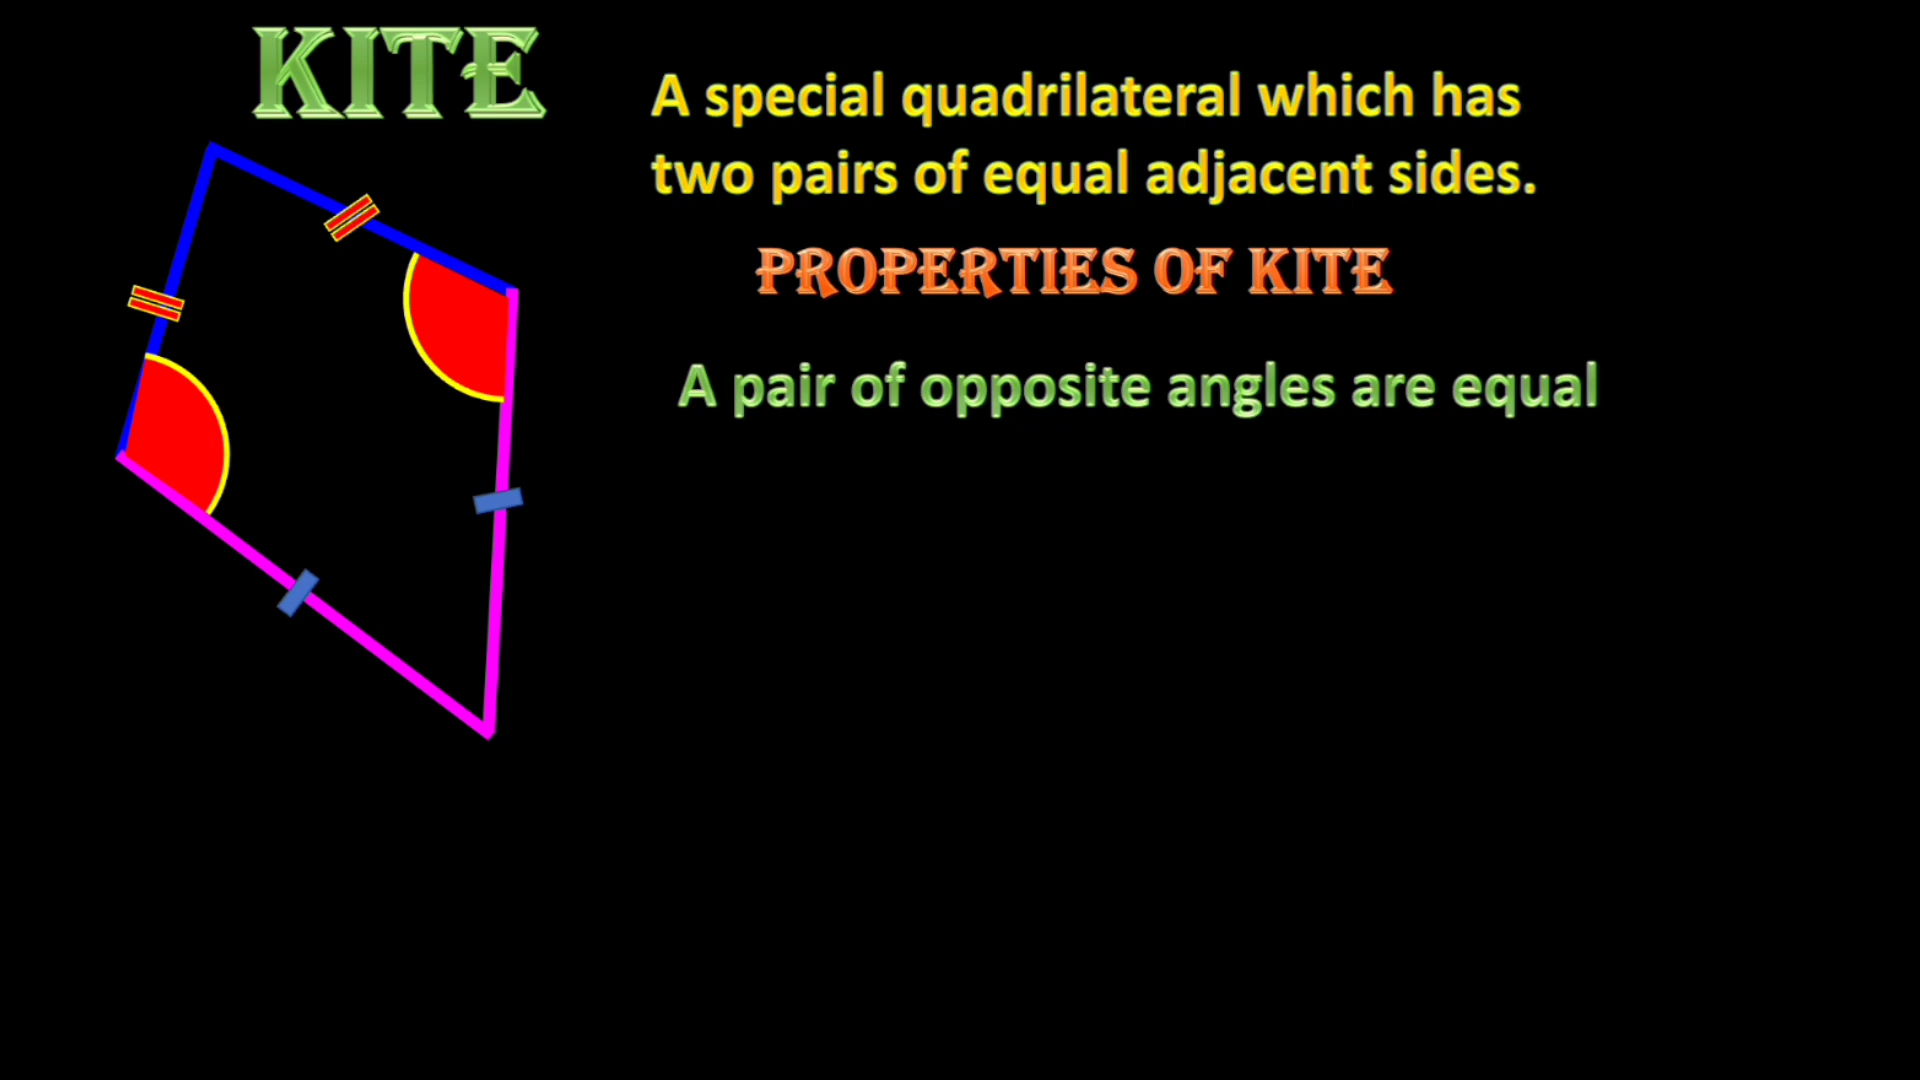 KITE
A special quadrilateral which has
two pairs of equal adjacent sides.
PROPERTIES OF KITE
A pair of opposite angles are equal